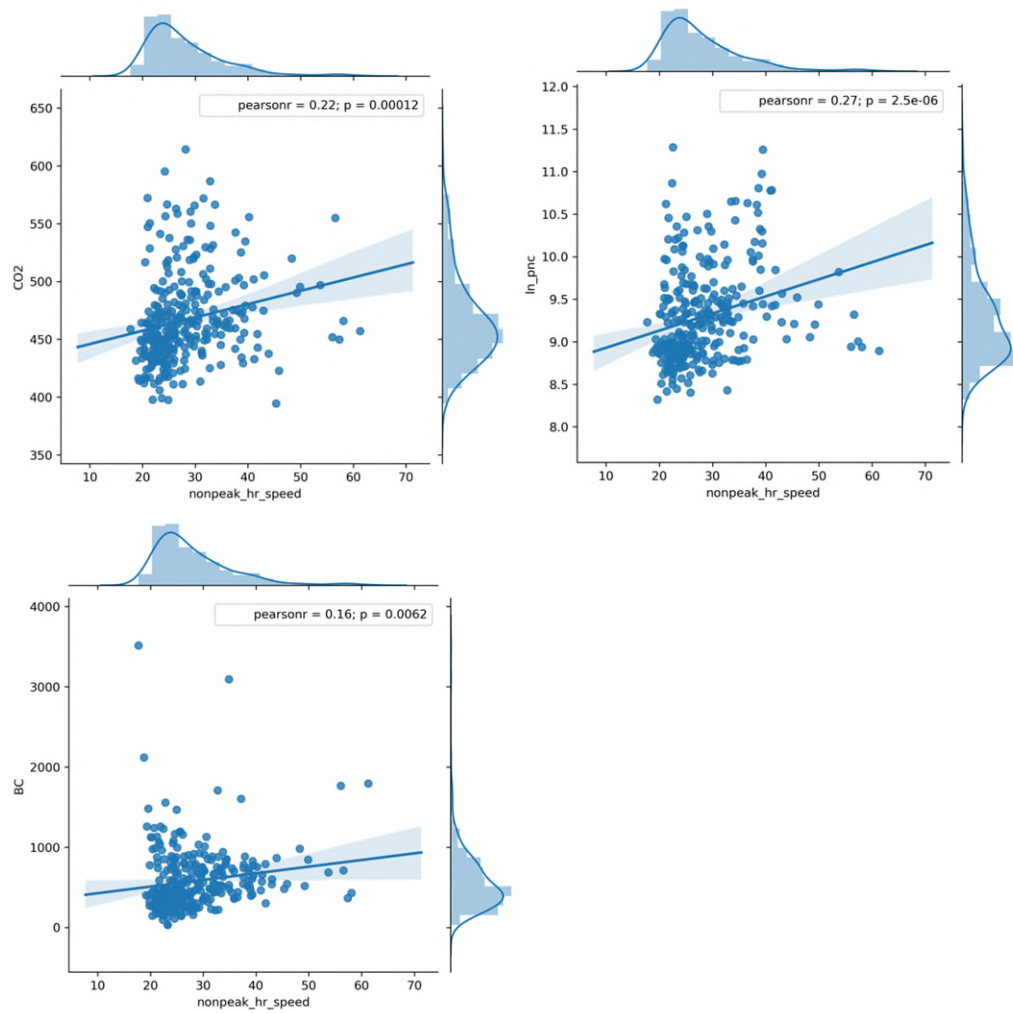 pearsonr = 0.22; p = 0.00012
650
600
550
500
450
400
350
CO2
10 20 30 40 50 60 70
nonpeak_hr_speed
pearsonr = 0.27; p = 2.5e-06
12.0
11.5
11.0
10.5
10.0
9.5
9.0
8.5
8.0
ln_pnc
10 20 30 40 50 60 70
nonpeak_hr_speed
pearsonr = 0.16; p = 0.0062
4000
3000
2000
1000
0
BC
10 20 30 40 50 60 70
nonpeak_hr_speed